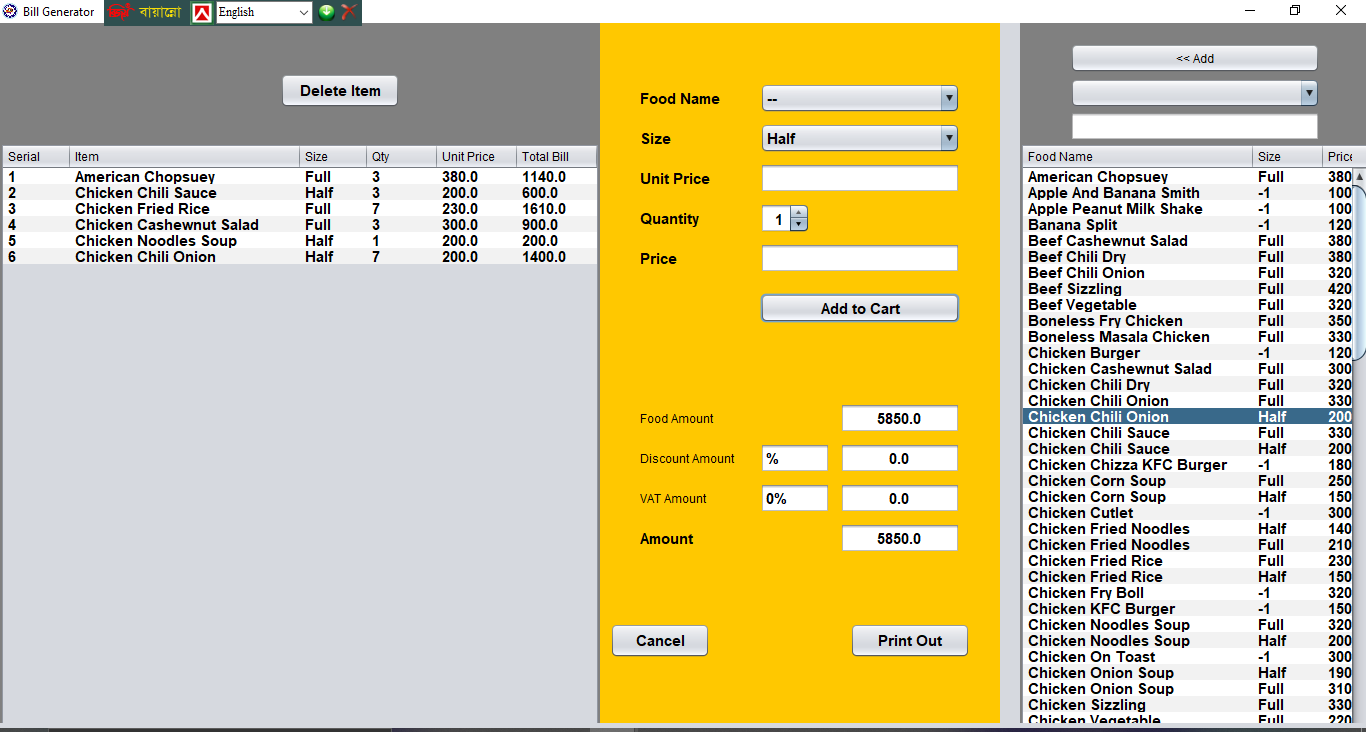 Bill Generator
বায়ান্নো
English
Delete Item
Serial Item Size Qty Unit Price Total Bill
1 American Chopsuey Full 3 380.0 1140.0
2 Chicken Chili Sauce Half 3 200.0 600.0
3 Chicken Fried Rice Full 7 230.0 1610.0
4 Chicken Cashewnut Salad Full 3 300.0 900.0
5 Chicken Noodles Soup Half 1 200.0 200.0
6 Chicken Chili Onion Half 7 200.0 1400.0
Food Name --
Size Half
Unit Price
Quantity 1
Price
Add to Cart
Food Amount 5850.0
Discount Amount % 0.0
VAT Amount 0% 0.0
Amount 5850.0
Cancel Print Out
<< Add
Food Name Size Price
American Chopsuey Full 380
Apple And Banana Smith -1 100
Apple Peanut Milk Shake -1 100
Banana Split -1 120
Beef Cashewnut Salad Full 380
Beef Chili Dry Full 380
Beef Chili Onion Full 320
Beef Sizzling Full 420
Beef Vegetable Full 320
Boneless Fry Chicken Full 350
Boneless Masala Chicken Full 330
Chicken Burger -1 120
Chicken Cashewnut Salad Full 300
Chicken Chili Dry Full 320
Chicken Chili Onion Full 330
Chicken Chili Onion Half 200
Chicken Chili Sauce Full 330
Chicken Chili Sauce Half 200
Chicken Chizza KFC Burger -1 180
Chicken Corn Soup Full 250
Chicken Corn Soup Half 150
Chicken Cutlet -1 300
Chicken Fried Noodles Half 140
Chicken Fried Noodles Full 210
Chicken Fried Rice Full 230
Chicken Fried Rice Half 150
Chicken Fry Boll -1 320
Chicken KFC Burger -1 150
Chicken Noodles Soup Full 320
Chicken Noodles Soup Half 200
Chicken On Toast -1 300
Chicken Onion Soup Half 190
Chicken Onion Soup Full 310
Chicken Sizzling Full 330
Chicken Vegetable Full 220